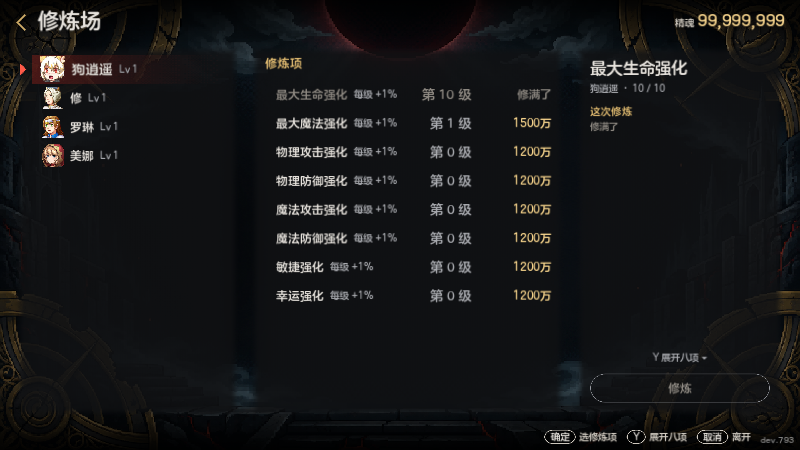 修炼场
精魂 99,999,999
狗逍遥 Lv1
修 Lv1
罗琳 Lv1
美娜 Lv1
修炼项
最大生命强化 每级 +1% 第 10 级 修满了
最大魔法强化 每级 +1% 第 1 级 1500万
物理攻击强化 每级 +1% 第 0 级 1200万
物理防御强化 每级 +1% 第 0 级 1200万
魔法攻击强化 每级 +1% 第 0 级 1200万
魔法防御强化 每级 +1% 第 0 级 1200万
敏捷强化 每级 +1% 第 0 级 1200万
幸运强化 每级 +1% 第 0 级 1200万
最大生命强化
狗逍遥 · 10 / 10
这次修炼
修满了
Y 展开八项
修炼
确定 选修炼项 Y 展开八项 取消 离开
dev.793